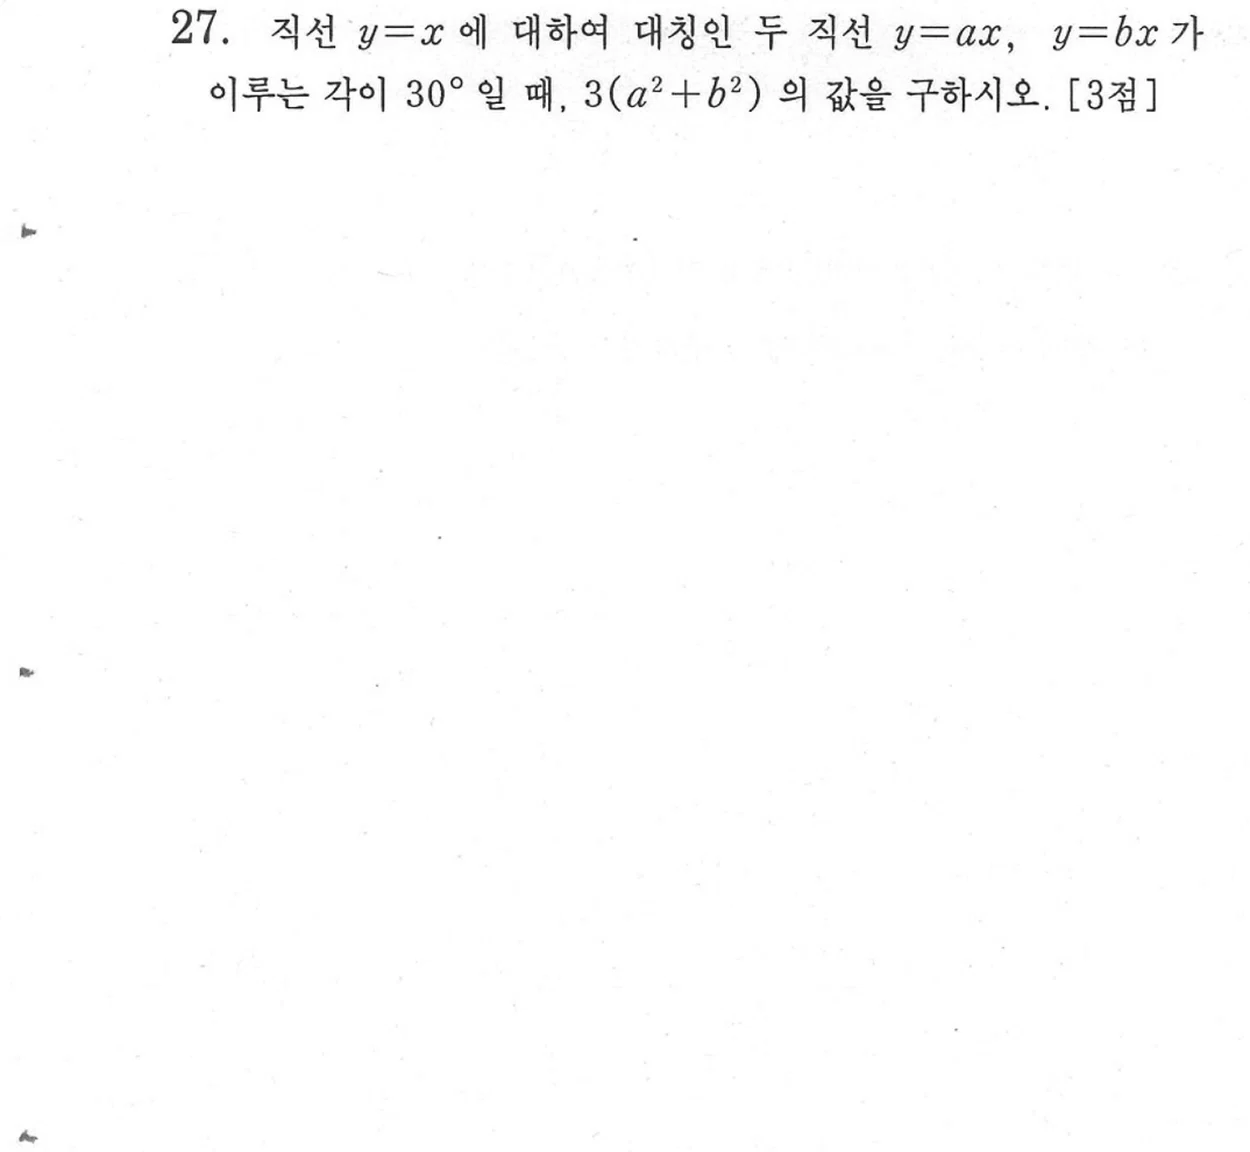 27. 직선 y=x 에 대하여 대칭인 두 직선 y=ax, y=bx 가
이루는 각이 30° 일 때, 3(a²+b²) 의 값을 구하시오. [3점]